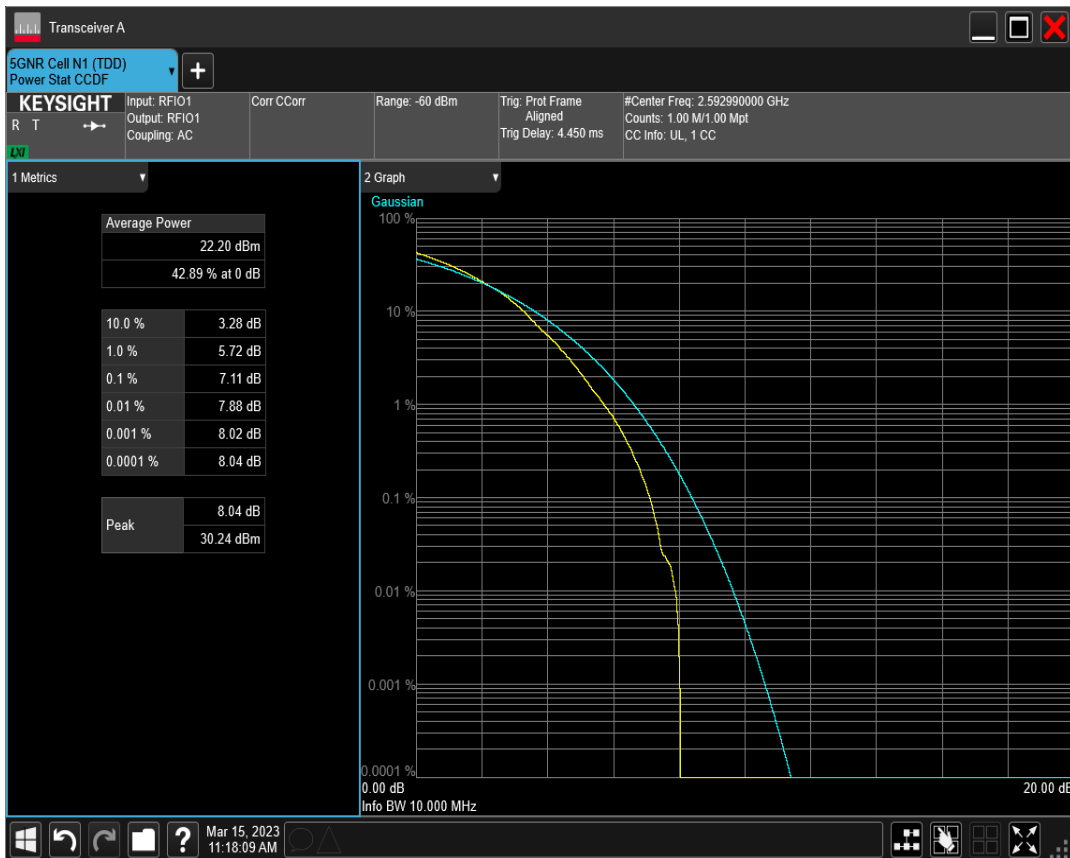 Transceiver A
5GNR Cell N1 (TDD)
Power Stat CCDF
+
KEYSIGHT
R T
LXI
Input: RFIO1
Output: RFIO1
Coupling: AC
Corr CCorr
Range: -60 dBm
Trig: Prot Frame
Aligned
Trig Delay: 4.450 ms
#Center Freq: 2.592990000 GHz
Counts: 1.00 M/1.00 Mpt
CC Info: UL, 1 CC
1 Metrics
Average Power
22.20 dBm
42.89 % at 0 dB
10.0 % 3.28 dB
1.0 % 5.72 dB
0.1 % 7.11 dB
0.01 % 7.88 dB
0.001 % 8.02 dB
0.0001 % 8.04 dB
Peak
8.04 dB
30.24 dBm
2 Graph
Gaussian
100 %
10 %
1 %
0.1 %
0.01 %
0.001 %
0.0001 %
0.00 dB 20.00 dB
Info BW 10.000 MHz
?
Mar 15, 2023
11:18:09 AM